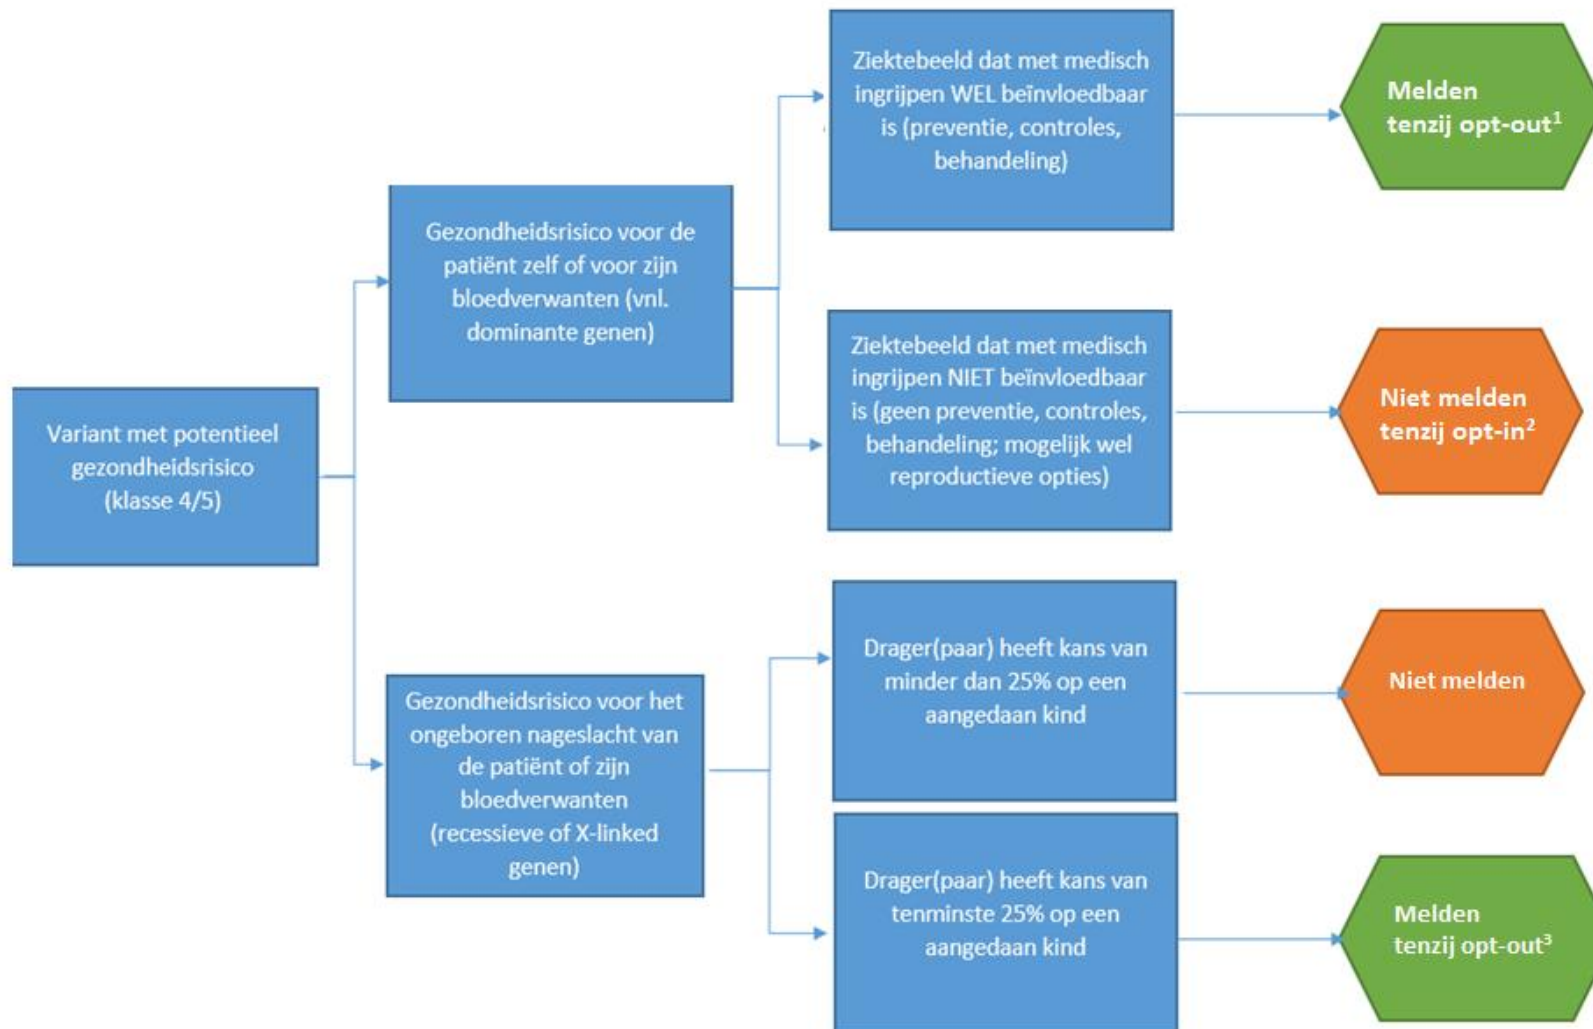 Variant met potentieel
gezondheidsrisico
(klasse 4/5)
Gezondheidsrisico voor de
patiënt zelf of voor zijn
bloedverwanten (vnl.
dominante genen)
Ziektebeeld dat met medisch
ingrijpen WEL beïnvloedbaar
is (preventie, controles,
behandeling)
Melden
tenzij opt-out¹
Ziektebeeld dat met medisch
ingrijpen NIET beïnvloedbaar
is (geen preventie, controles,
behandeling; mogelijk wel
reproductieve opties)
Niet melden
tenzij opt-in²
Gezondheidsrisico voor het
ongeboren nageslacht van
de patiënt of zijn
bloedverwanten
(recessieve of X-linked
genen)
Drager(paar) heeft kans van
minder dan 25% op een
aangedaan kind
Niet melden
Drager(paar) heeft kans van
tenminste 25% op een
aangedaan kind
Melden
tenzij opt-out³